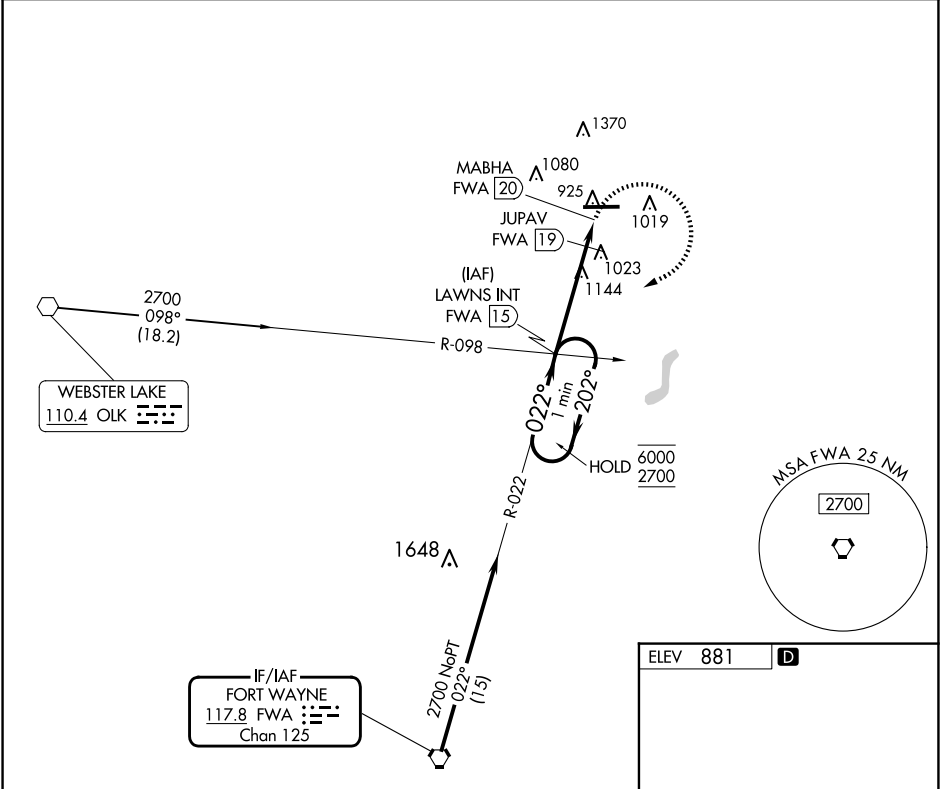 1370
MABHA
FWA 20
1080
925
1019
JUPAV
FWA 19
1023
1144
(IAF)
LAWNS INT
FWA 15
2700
098°
(18.2)
R-098
WEBSTER LAKE
110.4 OLK
022°
1 min
202°
HOLD 6000
2700
R-022
MSA FWA 25 NM
2700
1648
2700 NoPT
022°
(15)
IF/IAF
FORT WAYNE
117.8 FWA
Chan 125
ELEV 881 D